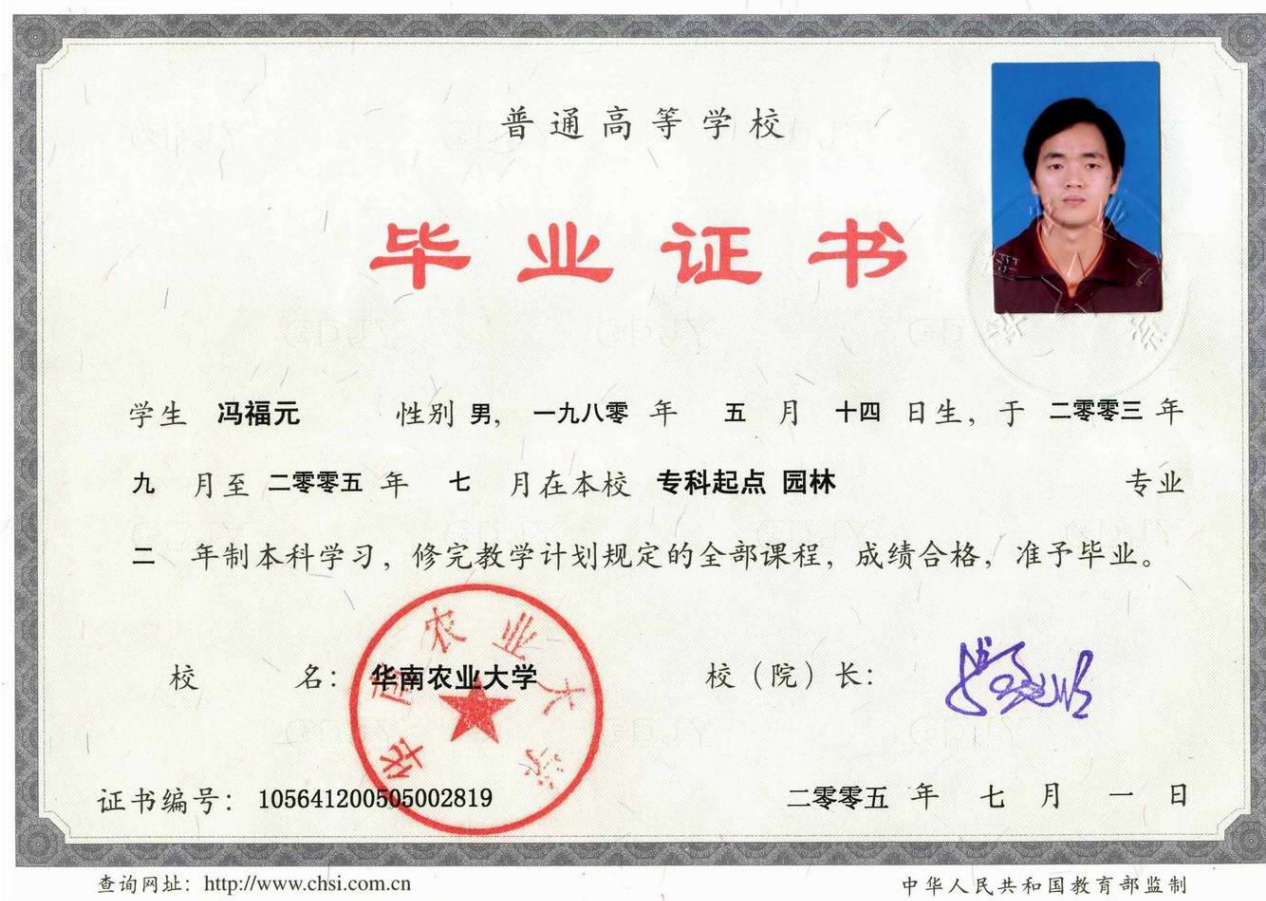 普通高等学校
毕业证书
学生 冯福元 性别 男, 一九八零 年 五 月 十四 日生, 于 二零零三 年
九 月至 二零零五 年 七 月在本校 专科起点 园林 专业
二 年制本科学习, 修完教学计划规定的全部课程, 成绩合格, 准予毕业。
华南农业大学
校 名: 华南农业大学 校(院)长:
证书编号: 105641200505002819 二零零五 年 七 月 一 日
查询网址: http://www.chsi.com.cn 中华人民共和国教育部监制